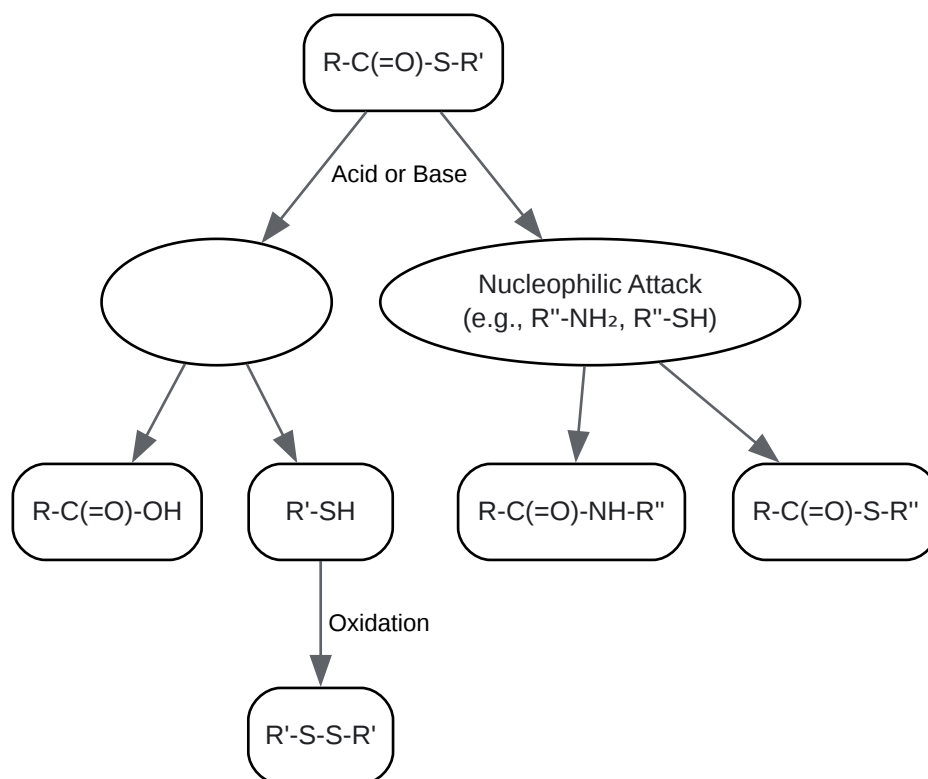 R-C(=O)-S-R'
Acid or Base
Nucleophilic Attack
(e.g., R"-NH₂, R"-SH)
R-C(=O)-OH
R'-SH
R-C(=O)-NH-R"
R-C(=O)-S-R"
Oxidation
R'-S-S-R'